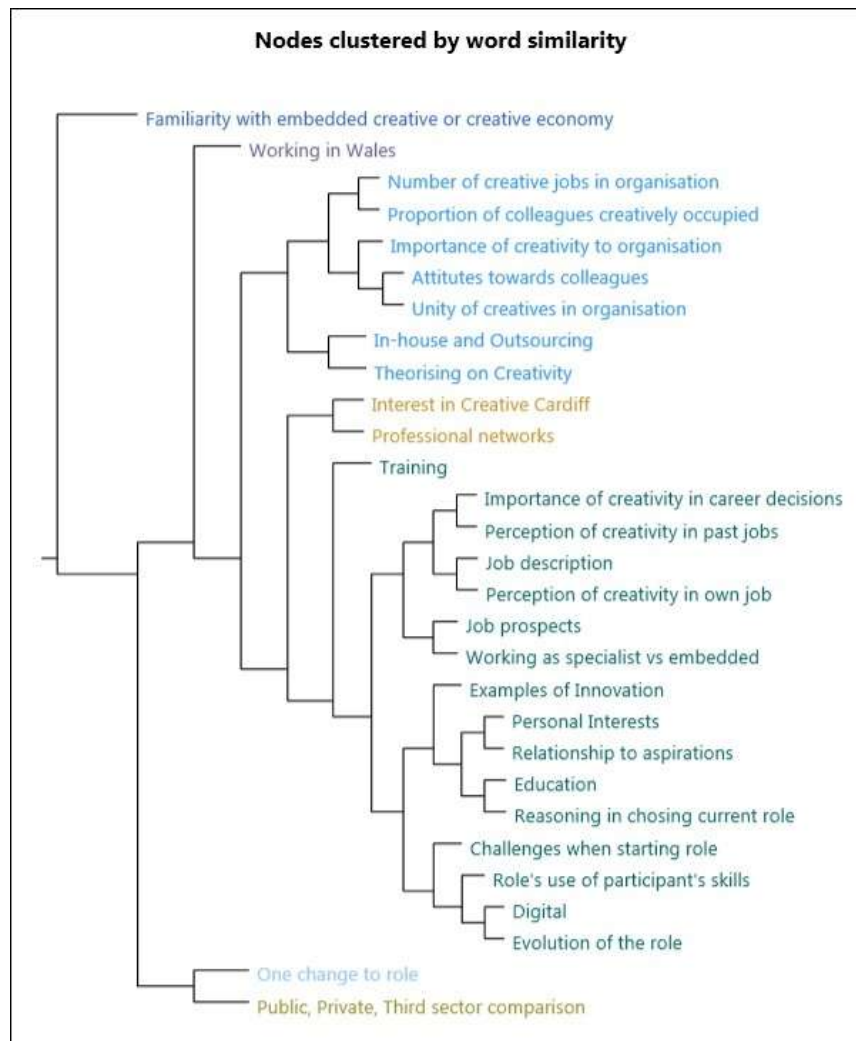 Nodes clustered by word similarity
Familiarity with embedded creative or creative economy
Working in Wales
Number of creative jobs in organisation
Proportion of colleagues creatively occupied
Importance of creativity to organisation
Attitutes towards colleagues
Unity of creatives in organisation
In-house and Outsourcing
Theorising on Creativity
Interest in Creative Cardiff
Professional networks
Training
Importance of creativity in career decisions
Perception of creativity in past jobs
Job description
Perception of creativity in own job
Job prospects
Working as specialist vs embedded
Examples of Innovation
Personal Interests
Relationship to aspirations
Education
Reasoning in chosing current role
Challenges when starting role
Role's use of participant's skills
Digital
Evolution of the role
One change to role
Public, Private, Third sector comparison